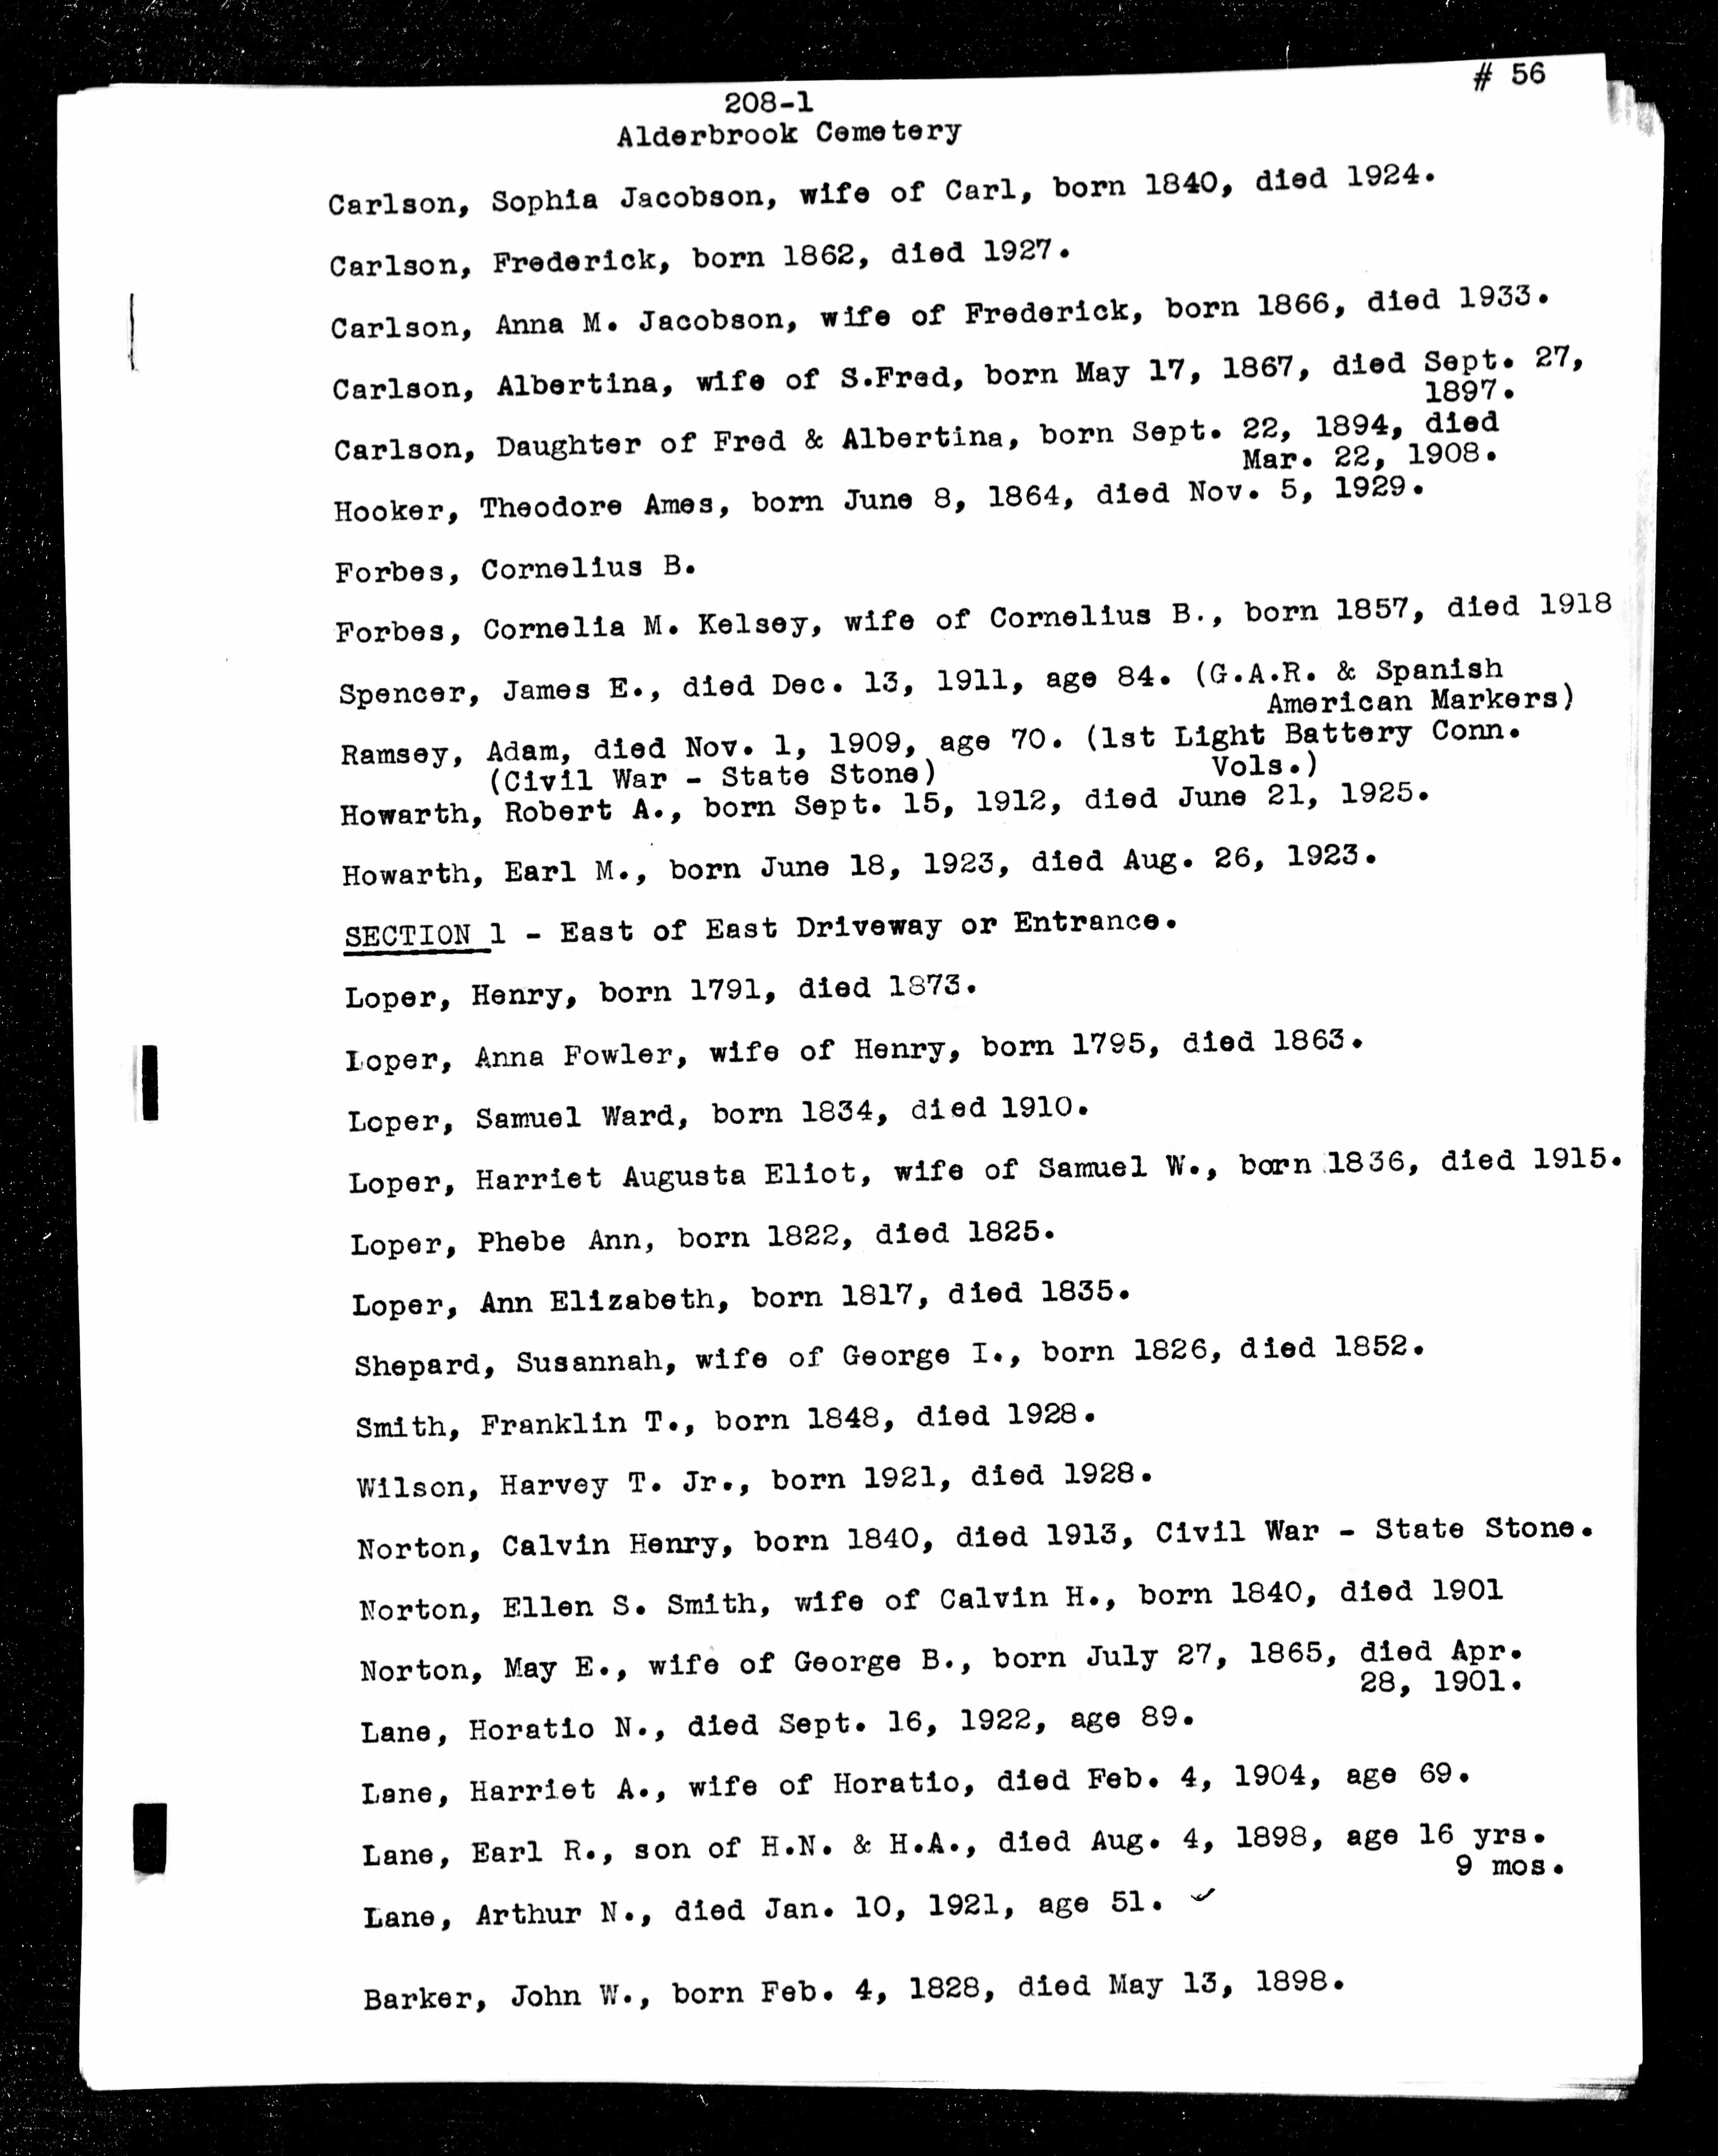 # 56
208-1
Alderbrook Cemetery
Carlson, Sophia Jacobson, wife of Carl, born 1840, died 1924.
Carlson, Frederick, born 1862, died 1927.
Carlson, Anna M. Jacobson, wife of Frederick, born 1866, died 1933.
Carlson, Albertina, wife of S.Fred, born May 17, 1867, died Sept. 27,
1897.
Carlson, Daughter of Fred & Albertina, born Sept. 22, 1894, died
Mar. 22, 1908.
Hooker, Theodore Ames, born June 8, 1864, died Nov. 5, 1929.
Forbes, Cornelius B.
Forbes, Cornelia M. Kelsey, wife of Cornelius B., born 1857, died 1918
Spencer, James E., died Dec. 13, 1911, age 84. (G.A.R. & Spanish
American Markers)
Ramsey, Adam, died Nov. 1, 1909, age 70. (1st Light Battery Conn.
(Civil War - State Stone) Vols.)
Howarth, Robert A., born Sept. 15, 1912, died June 21, 1925.
Howarth, Earl M., born June 18, 1923, died Aug. 26, 1923.
SECTION 1 - East of East Driveway or Entrance.
Loper, Henry, born 1791, died 1873.
Loper, Anna Fowler, wife of Henry, born 1795, died 1863.
Loper, Samuel Ward, born 1834, died 1910.
Loper, Harriet Augusta Eliot, wife of Samuel W., born 1836, died 1915.
Loper, Phebe Ann, born 1822, died 1825.
Loper, Ann Elizabeth, born 1817, died 1835.
Shepard, Susannah, wife of George I., born 1826, died 1852.
Smith, Franklin T., born 1848, died 1928.
Wilson, Harvey T. Jr., born 1921, died 1928.
Norton, Calvin Henry, born 1840, died 1913, Civil War - State Stone.
Norton, Ellen S. Smith, wife of Calvin H., born 1840, died 1901
Norton, May E., wife of George B., born July 27, 1865, died Apr.
28, 1901.
Lane, Horatio N., died Sept. 16, 1922, age 89.
Lane, Harriet A., wife of Horatio, died Feb. 4, 1904, age 69.
Lane, Earl R., son of H.N. & H.A., died Aug. 4, 1898, age 16 yrs.
9 mos.
Lane, Arthur N., died Jan. 10, 1921, age 51. ✓
Barker, John W., born Feb. 4, 1828, died May 13, 1898.